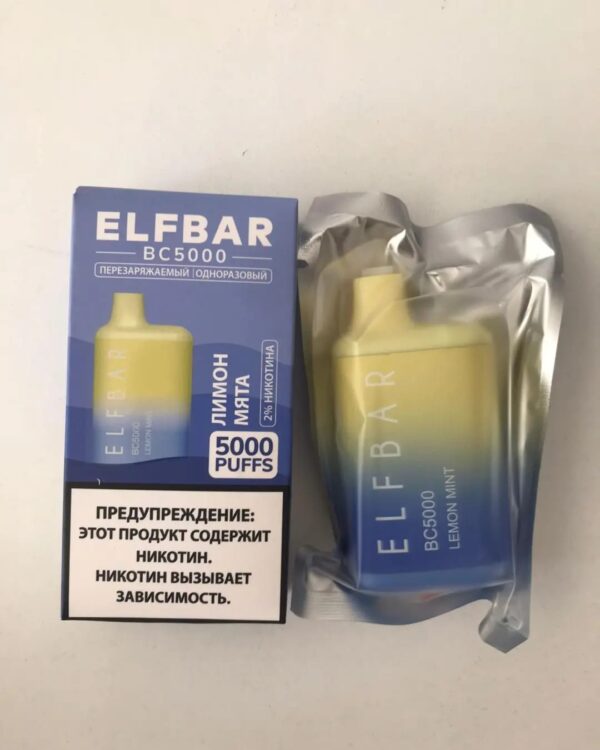 ELFBAR
BC5000
ПЕРЕЗАРЯЖАЕМЫЙ | ОДНОРАЗОВЫЙ
ELFBAR
BC5000
LEMON MINT
ЛИМОН
МЯТА
2% НИКОТИНА
5000
PUFFS
ПРЕДУПРЕЖДЕНИЕ:
ЭТОТ ПРОДУКТ СОДЕРЖИТ
НИКОТИН.
НИКОТИН ВЫЗЫВАЕТ
ЗАВИСИМОСТЬ.
ELFBAR
BC5000
LEMON MINT